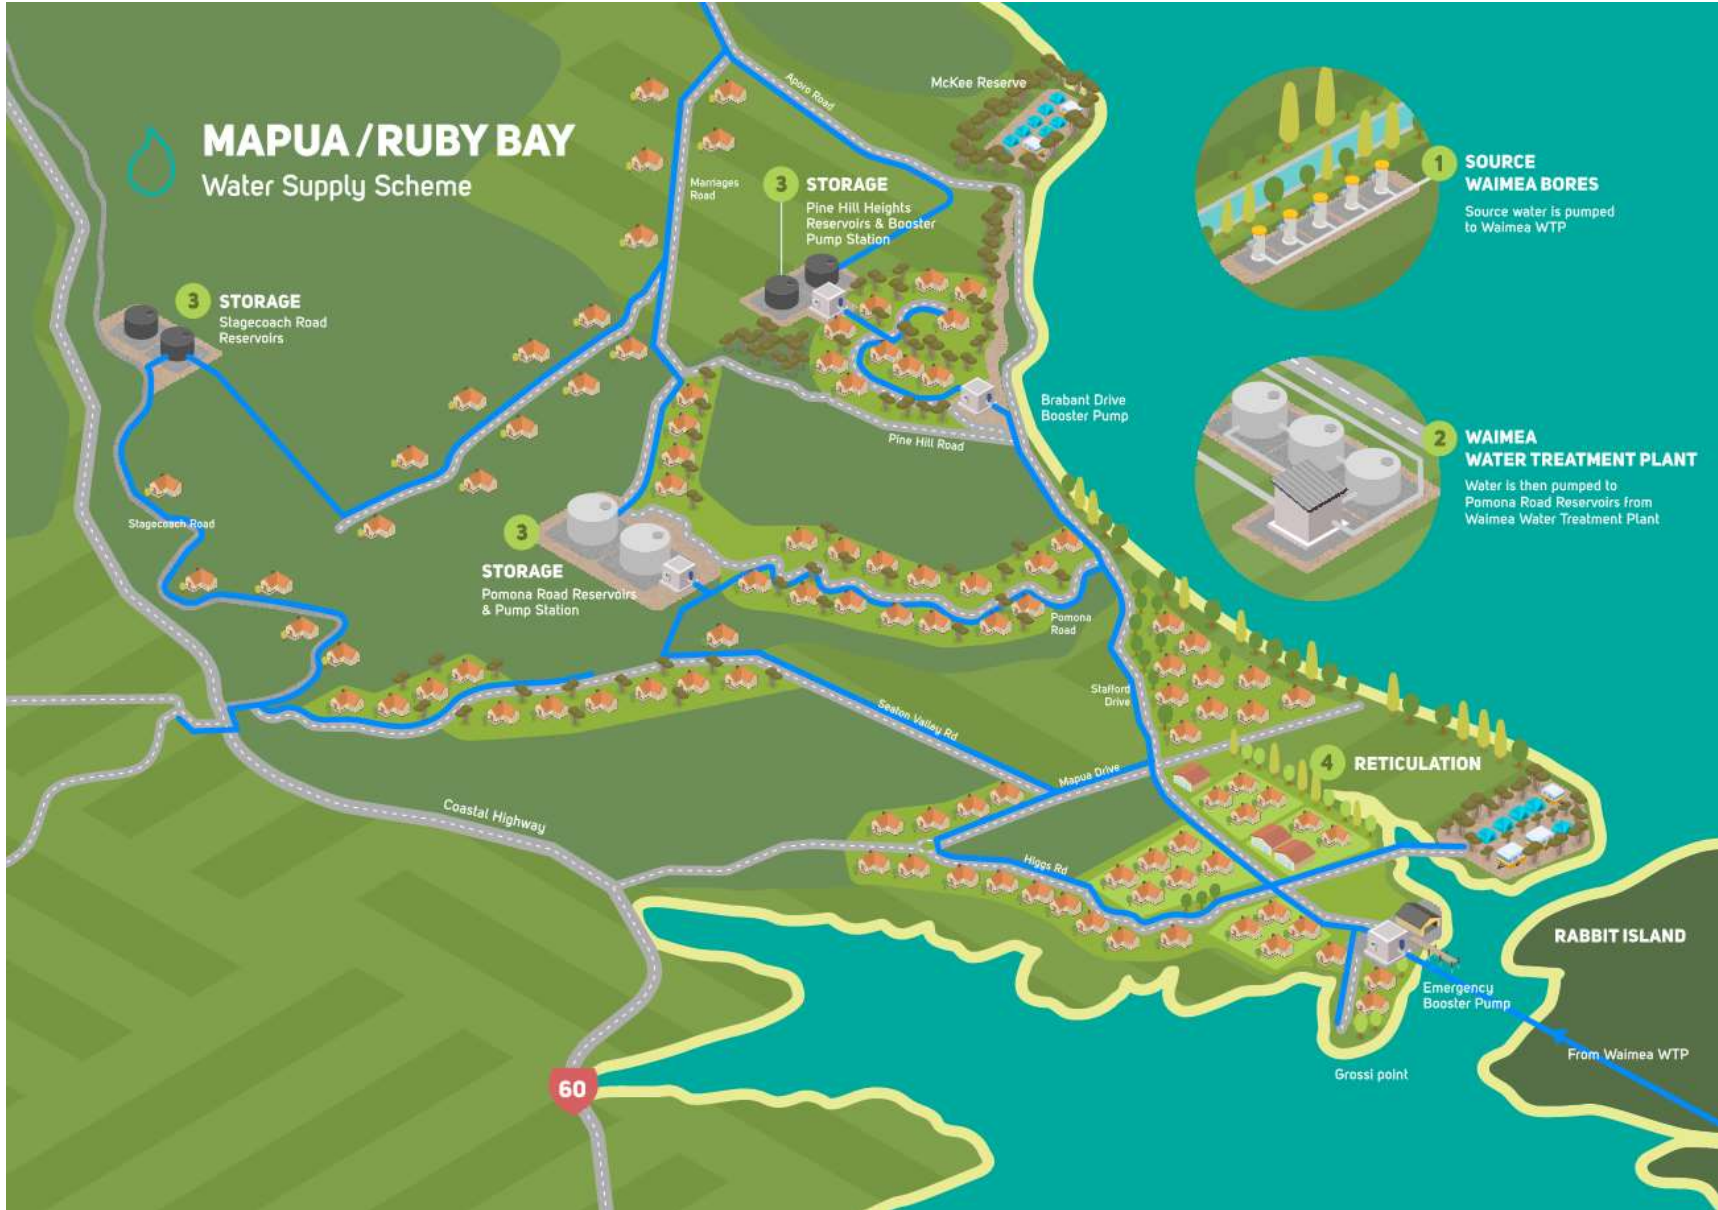 MAPUA / RUBY BAY
Water Supply Scheme
McKee Reserve
Aporo Road
Marriages
Road
3 STORAGE
Pine Hill Heights
Reservoirs & Booster
Pump Station
1 SOURCE
WAIMEA BORES
Source water is pumped
to Waimea WTP
3 STORAGE
Stagecoach Road
Reservoirs
Brabant Drive
Booster Pump
Pine Hill Road
2 WAIMEA
WATER TREATMENT PLANT
Water is then pumped to
Pomona Road Reservoirs from
Waimea Water Treatment Plant
Stagecoach Road
3
STORAGE
Pomona Road Reservoirs
& Pump Station
Pomona
Road
Stafford
Drive
Seaton Valley Rd
Mapua Drive
4 RETICULATION
Coastal Highway
Higgs Rd
RABBIT ISLAND
Emergency
Booster Pump
From Waimea WTP
Grossi point
60